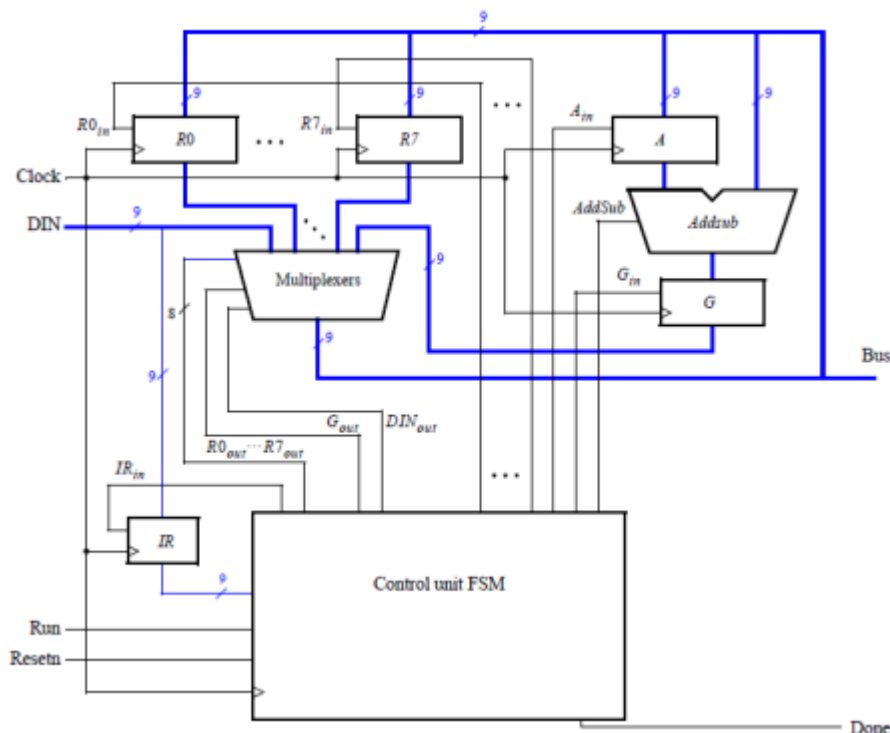 9
9
9
9
9
R0in
R0
...
R7in
R7
...
Ain
A
Clock
9
DIN
...
AddSub
Addsub
Multiplexers
9
Gin
G
8
9
Bus
9
Gout
DINout
R0out...R7out
IRin
...
IR
Control unit FSM
9
Run
Resetn
Done